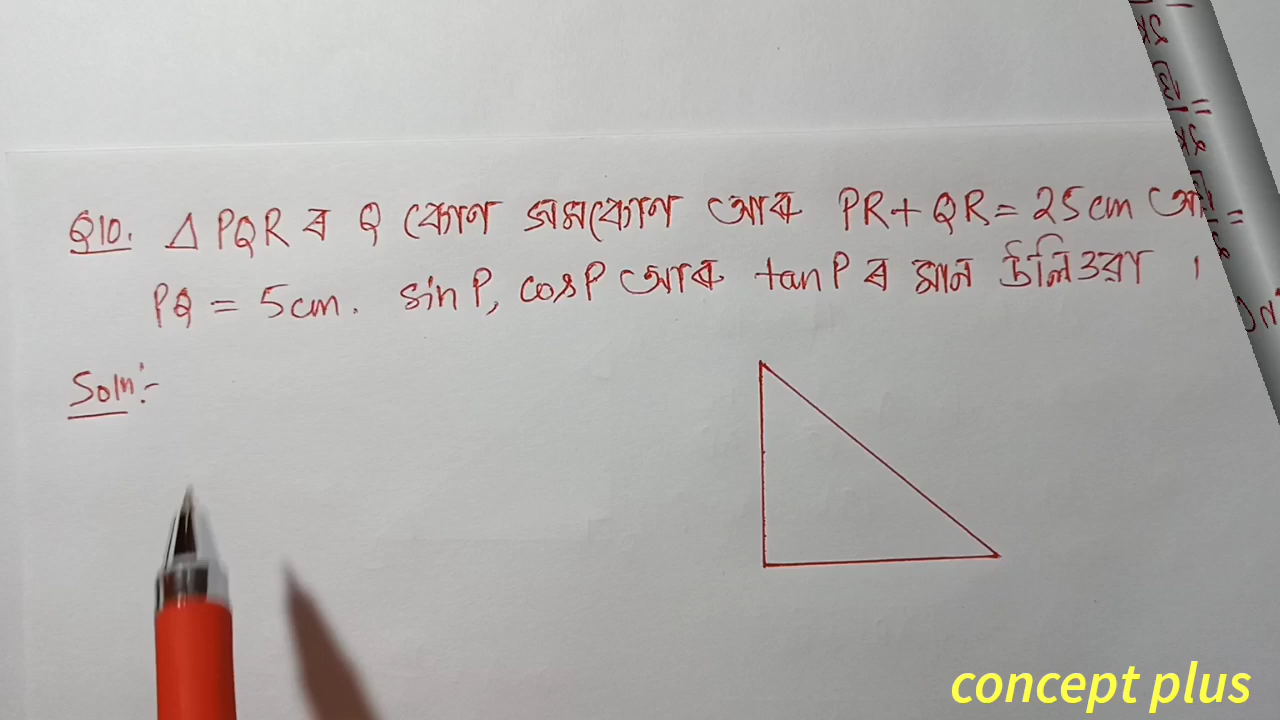 Q10. Δ PQR ৰ Q কোণ সমকোণ আৰু PR + QR = 25 cm
PQ = 5 cm. sin P, cos P আৰু tan P ৰ মান উলিওৱা ।
Soln:-
concept plus